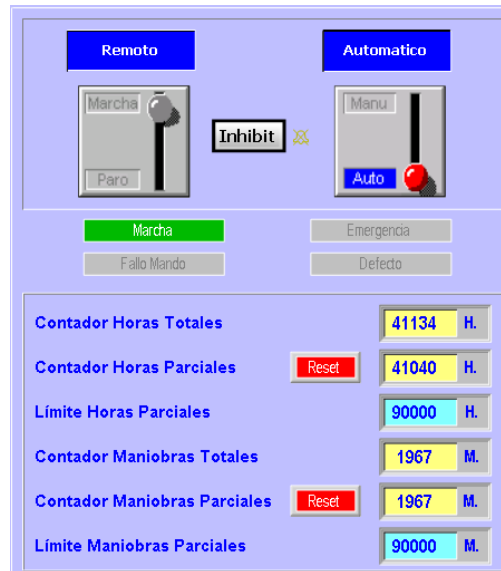 Remoto Automatico
Marcha Manu
Inhibit
Paro Auto
Marcha Emergencia
Fallo Mando Defecto
Contador Horas Totales 41134 H.
Contador Horas Parciales Reset 41040 H.
Límite Horas Parciales 90000 H.
Contador Maniobras Totales 1967 M.
Contador Maniobras Parciales Reset 1967 M.
Límite Maniobras Parciales 90000 M.